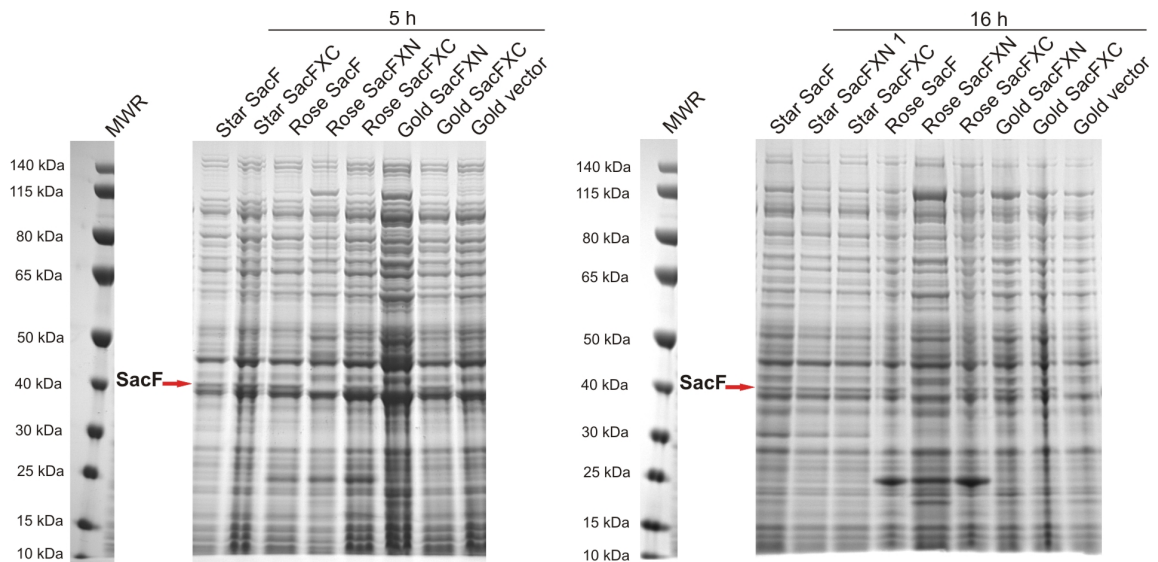 5 h
MWR
Star SacF
Star SacFXC
Rose SacF
Rose SacFXN
Rose SacFXC
Gold SacFXN
Gold SacFXC
Gold vector
140 kDa
115 kDa
80 kDa
65 kDa
50 kDa
40 kDa
30 kDa
25 kDa
15 kDa
10 kDa
SacF
16 h
MWR
Star SacF
Star SacFXN 1
Star SacFXC
Rose SacF
Rose SacFXN
Rose SacFXC
Gold SacFXN
Gold SacFXC
Gold vector
140 kDa
115 kDa
80 kDa
65 kDa
50 kDa
40 kDa
30 kDa
25 kDa
15 kDa
10 kDa
SacF